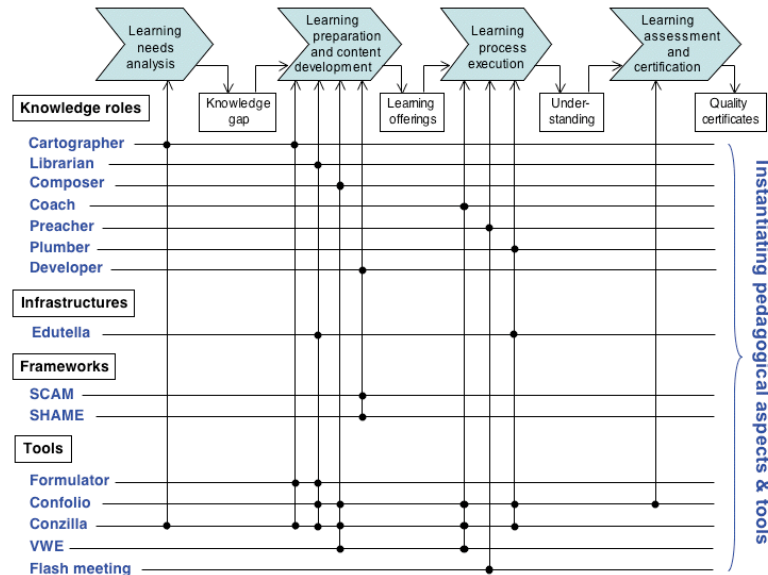 Learning
needs
analysis
Learning
preparation
and content
development
Learning
process
execution
Learning
assessment
and
certification
Knowledge
gap
Learning
offerings
Under-
standing
Quality
certificates
Knowledge roles
Cartographer
Librarian
Composer
Coach
Preacher
Plumber
Developer
Infrastructures
Edutella
Frameworks
SCAM
SHAME
Tools
Formulator
Confolio
Conzilla
VWE
Flash meeting
Instantiating pedagogical aspects & tools